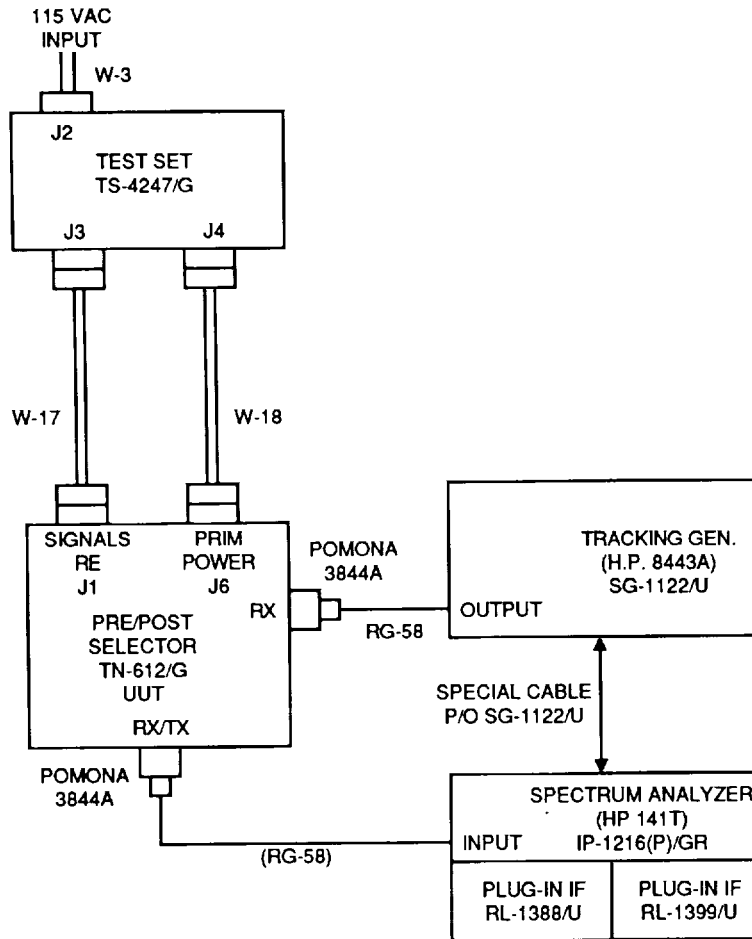 115 VAC
INPUT
W-3
J2
TEST SET
TS-4247/G
J3
J4
W-17
W-18
SIGNALS
RE
J1
PRIM
POWER
J6
RX
PRE/POST
SELECTOR
TN-612/G
UUT
RX/TX
POMONA
3844A
RG-58
TRACKING GEN.
(H.P. 8443A)
SG-1122/U
OUTPUT
SPECIAL CABLE
P/O SG-1122/U
POMONA
3844A
(RG-58)
SPECTRUM ANALYZER
(HP 141T)
IP-1216(P)/GR
INPUT
PLUG-IN IF
RL-1388/U
PLUG-IN IF
RL-1399/U